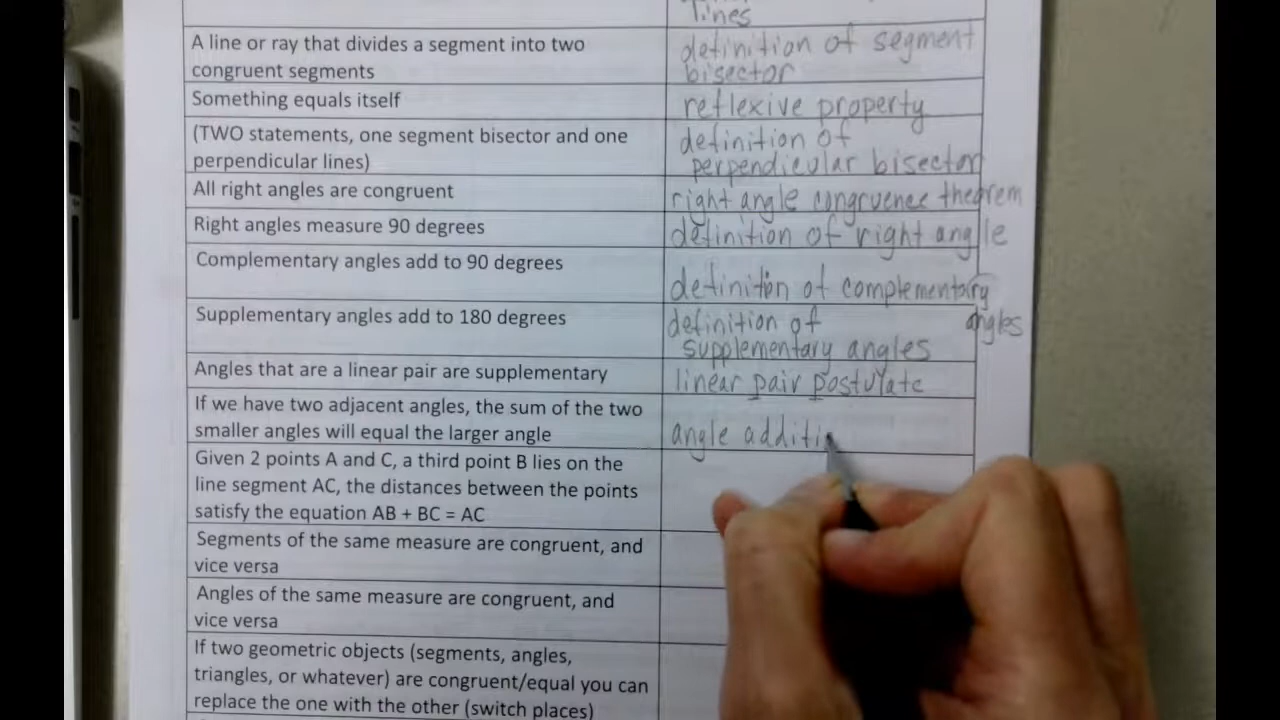 lines
A line or ray that divides a segment into two
congruent segments
definition of segment
bisector
Something equals itself
reflexive property
(TWO statements, one segment bisector and one
perpendicular lines)
definition of
perpendicular bisector
All right angles are congruent
right angle congruence theorem
Right angles measure 90 degrees
definition of right angle
Complementary angles add to 90 degrees
definition of complementary
angles
Supplementary angles add to 180 degrees
definition of
supplementary angles
Angles that are a linear pair are supplementary
linear pair postulate
If we have two adjacent angles, the sum of the two
smaller angles will equal the larger angle
angle additi
Given 2 points A and C, a third point B lies on the
line segment AC, the distances between the points
satisfy the equation AB + BC = AC
Segments of the same measure are congruent, and
vice versa
Angles of the same measure are congruent, and
vice versa
If two geometric objects (segments, angles,
triangles, or whatever) are congruent/equal you can
replace the one with the other (switch places)